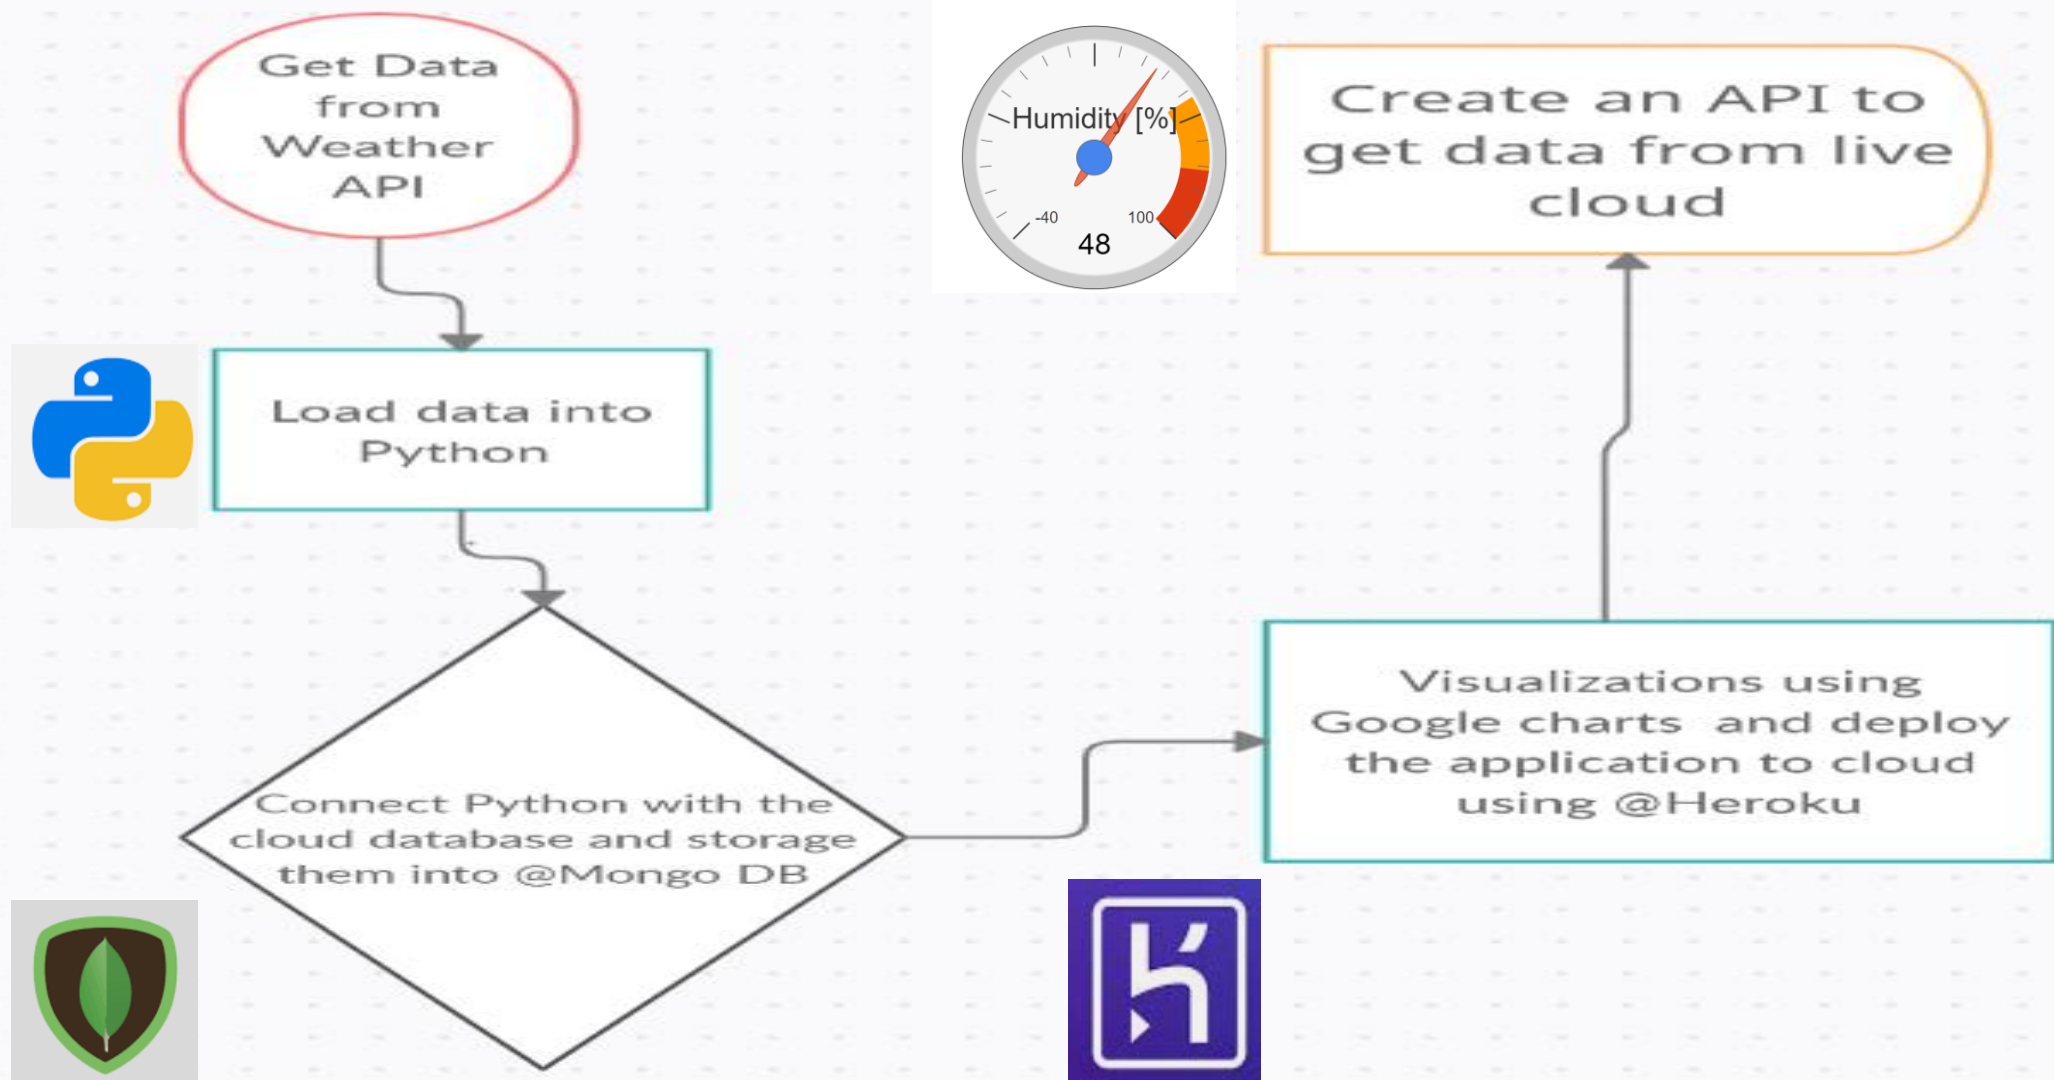 Get Data
from
Weather
API
Load data into
Python
Connect Python with the
cloud database and storage
them into @Mongo DB
Humidity [%]
-40
100
48
Create an API to
get data from live
cloud
Visualizations using
Google charts and deploy
the application to cloud
using @Heroku